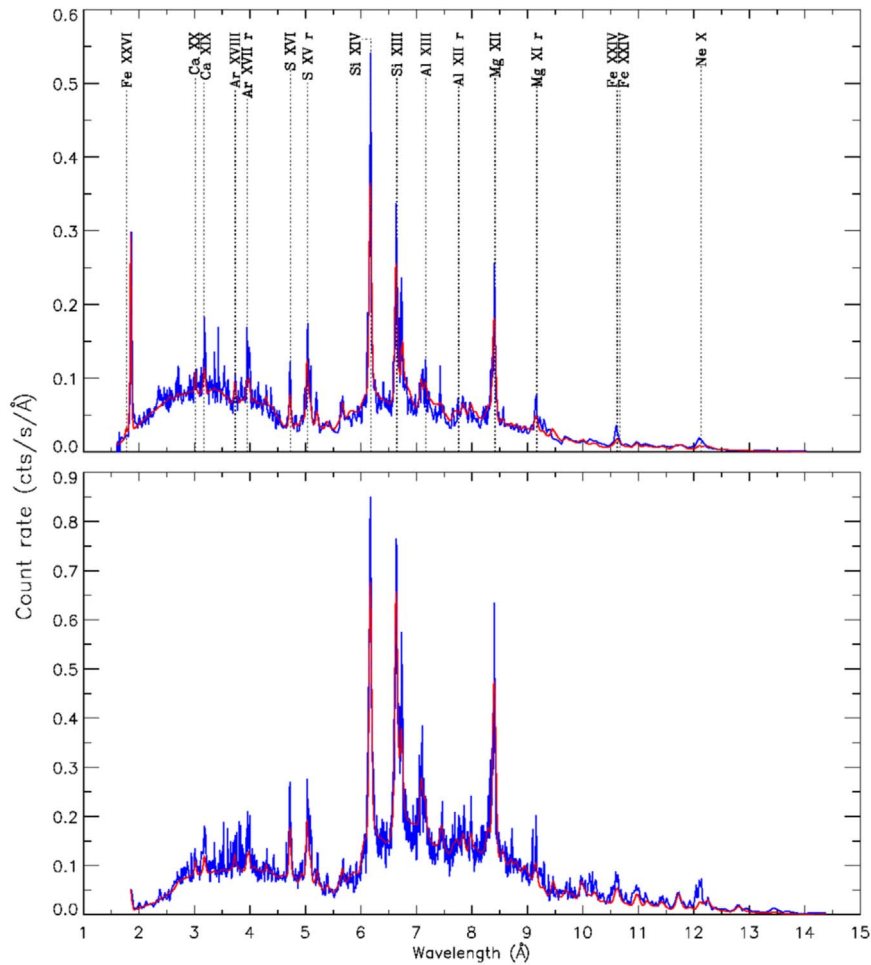 Count rate (cts/s/Å)
0.6
0.5
0.4
0.3
0.2
0.1
0.0
Fe XXVI
Ca XX
Ca XIX
Ar XVIII
Ar XVII r
S XVI
S XV r
Si XIV
Si XIII
Al XIII
Al XII r
Mg XII
Mg XI r
Fe XXIV
Fe XXIV
Ne X
0.9
0.8
0.7
0.6
0.5
0.4
0.3
0.2
0.1
0.0
1 2 3 4 5 6 7 8 9 10 11 12 13 14 15
Wavelength (Å)